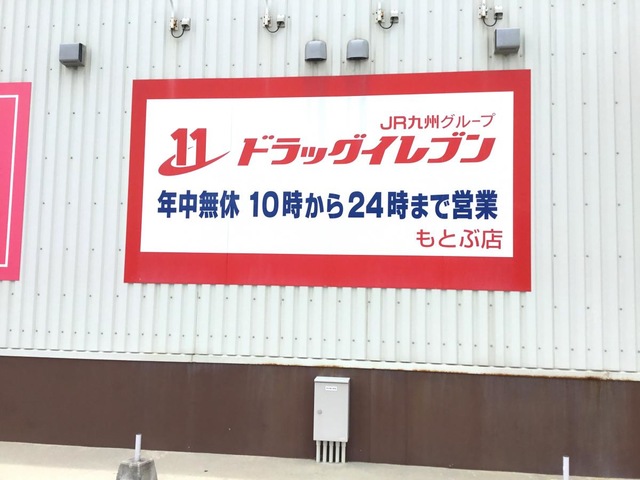 JR九州グループ
11 ドラッグイレブン
年中無休 10時から24時まで営業
もとぶ店